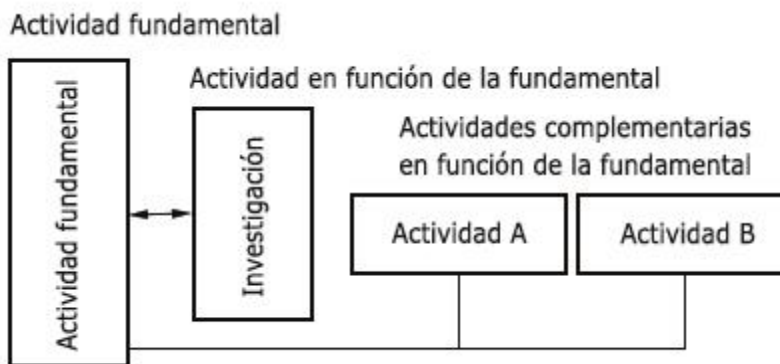 Actividad fundamental
Actividad fundamental
Actividad en función de la fundamental
Investigación
Actividades complementarias
en función de la fundamental
Actividad A
Actividad B